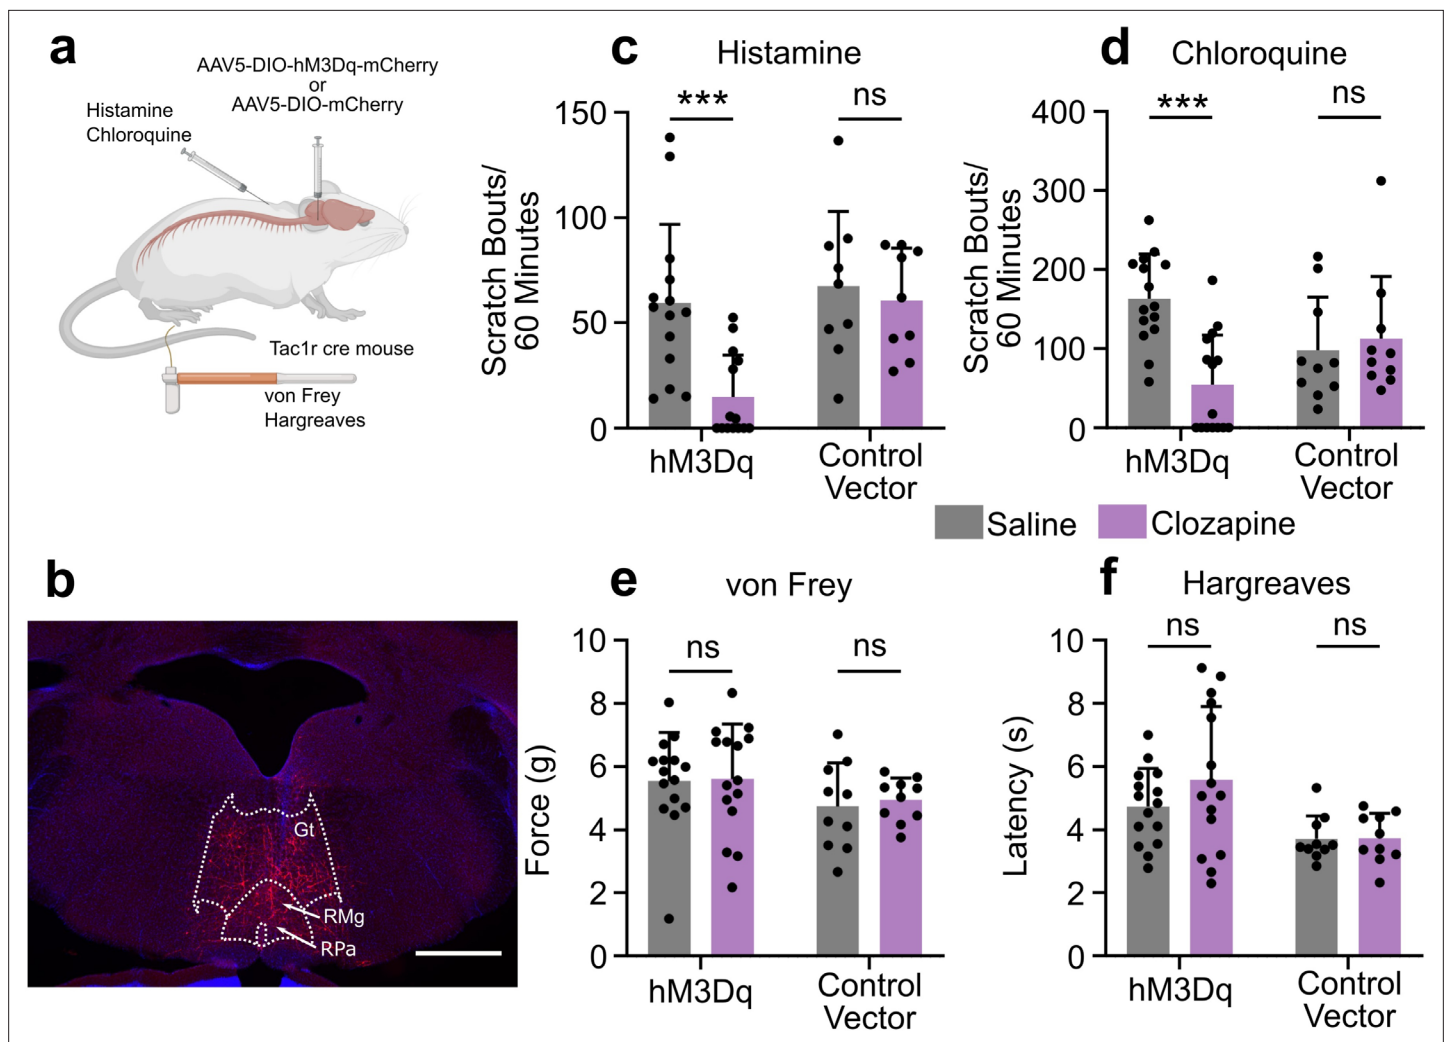 a
AAV5-DIO-hM3Dq-mCherry
or
AAV5-DIO-mCherry
Histamine
Chloroquine
Tac1r cre mouse
von Frey
Hargreaves
b
Gt
RMg
RPa
c
Histamine
***
ns
Scratch Bouts/
60 Minutes
150
100
50
0
hM3Dq
Control
Vector
d
Chloroquine
***
ns
Scratch Bouts/
60 Minutes
400
300
200
100
0
hM3Dq
Control
Vector
Saline
Clozapine
e
von Frey
ns
ns
Force (g)
10
8
6
4
2
0
hM3Dq
Control
Vector
f
Hargreaves
ns
ns
Latency (s)
10
8
6
4
2
0
hM3Dq
Control
Vector